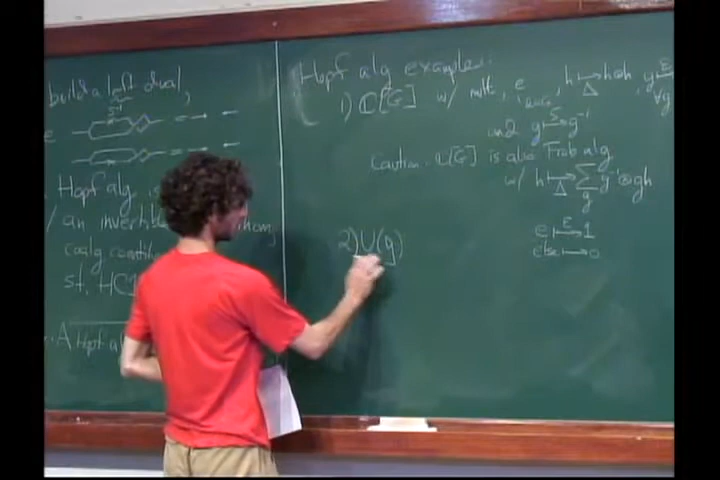 build a left dual,
S⁻¹
Hopf alg
/ an invertible
coalg
st. HC1
A Hopf al
Hopf alg examples:
1) ℂ[G] w/ mult, e, h ↦Δ h⊗h, g ↦ε
∀g
and g ↦S g⁻¹
Caution: ℂ[G] is also Frob alg
w/ h ↦Δ ∑g g⁻¹⊗gh
e ↦ε 1
else ↦ 0
2) U(g)